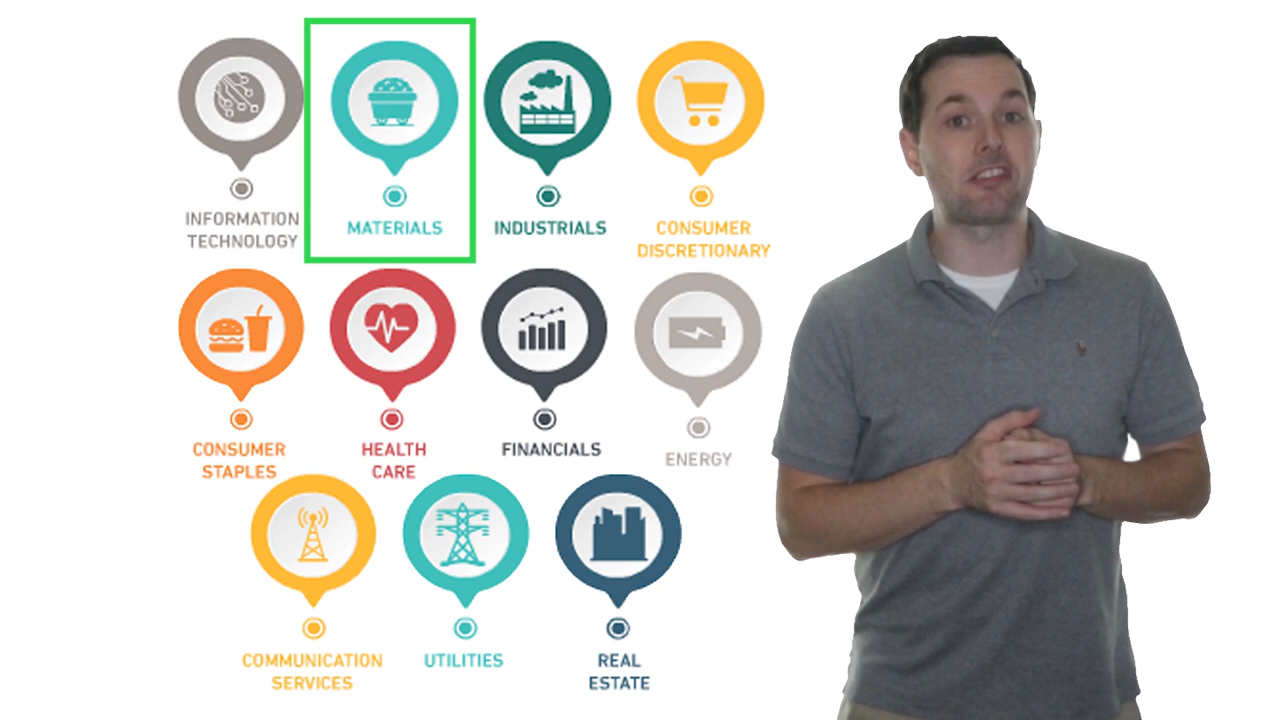 INFORMATION
TECHNOLOGY
MATERIALS
INDUSTRIALS
CONSUMER
DISCRETIONARY
CONSUMER
STAPLES
HEALTH
CARE
FINANCIALS
ENERGY
COMMUNICATION
SERVICES
UTILITIES
REAL
ESTATE